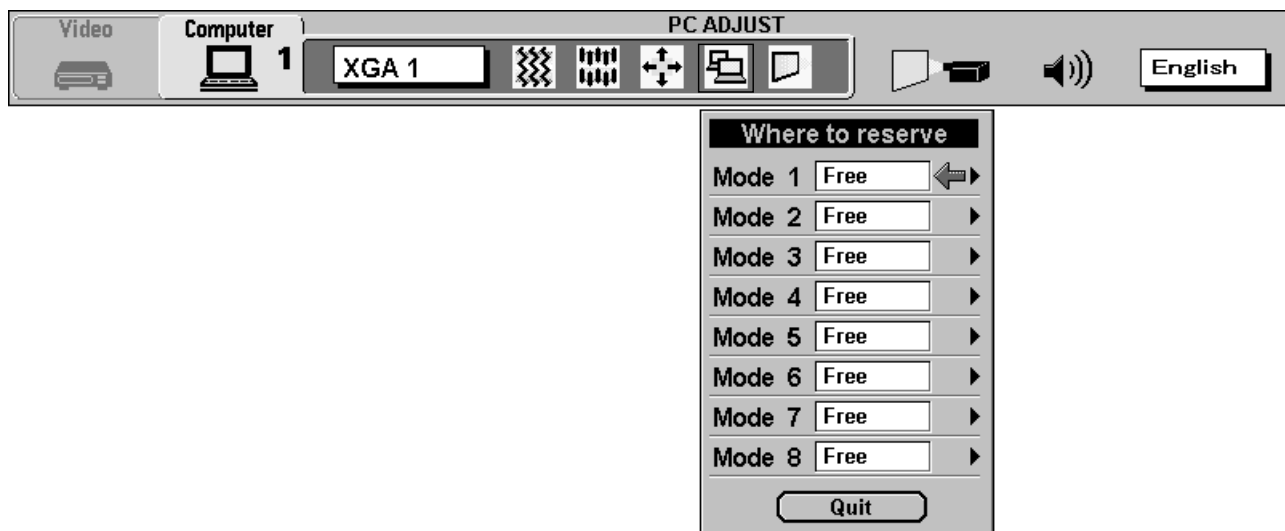 Video
Computer
PC ADJUST
1
XGA 1
English
Where to reserve
Mode 1 Free
Mode 2 Free
Mode 3 Free
Mode 4 Free
Mode 5 Free
Mode 6 Free
Mode 7 Free
Mode 8 Free
Quit